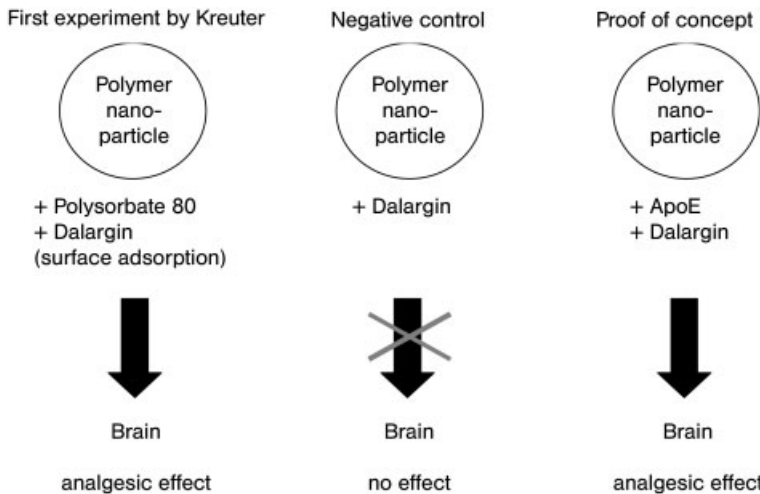 First experiment by Kreuter
Polymer
nano-
particle
+ Polysorbate 80
+ Dalargin
(surface adsorption)
Brain
analgesic effect
Negative control
Polymer
nano-
particle
+ Dalargin
Brain
no effect
Proof of concept
Polymer
nano-
particle
+ ApoE
+ Dalargin
Brain
analgesic effect